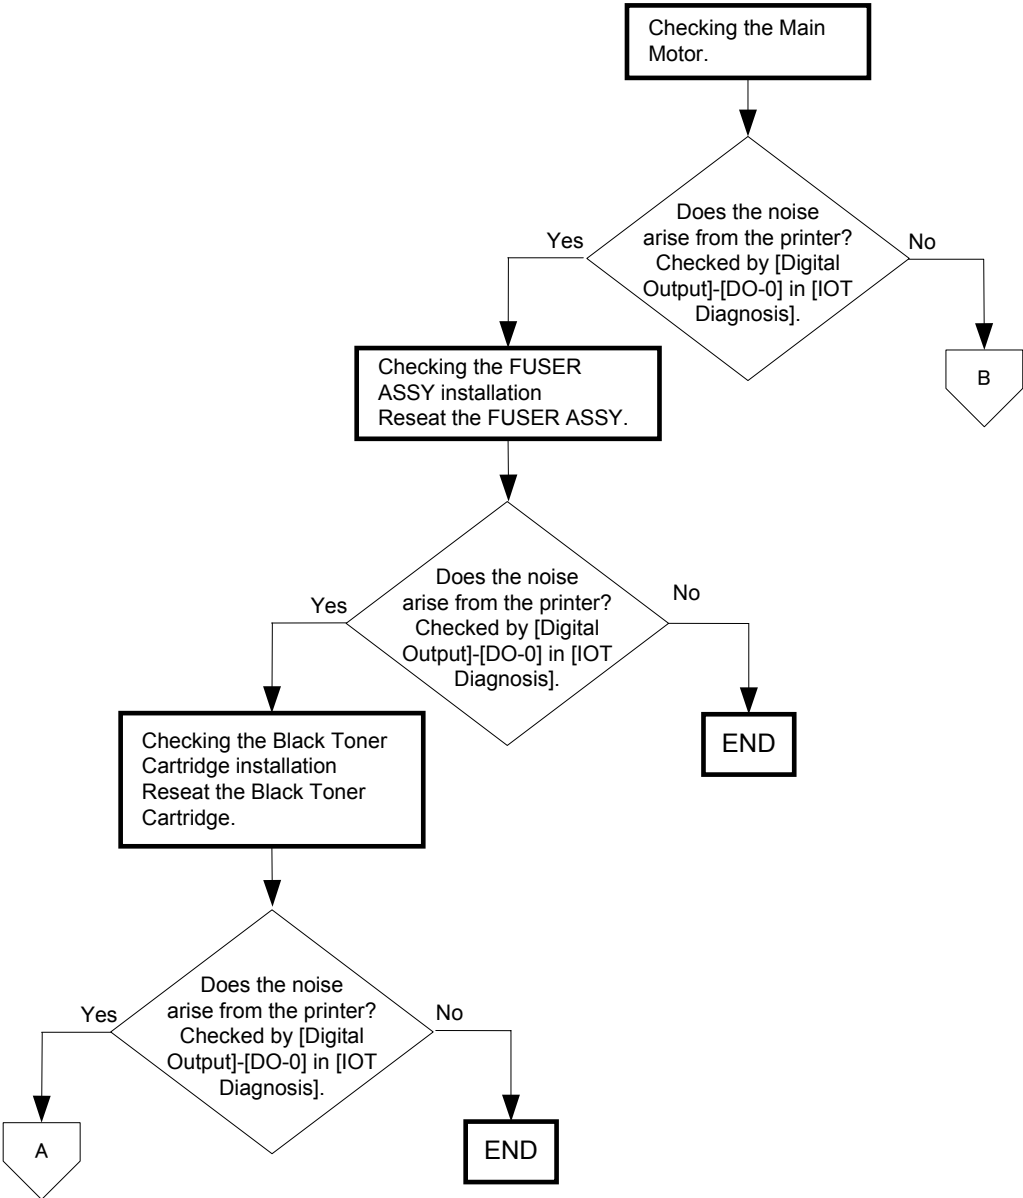 Checking the Main
Motor.
Does the noise
arise from the printer?
Checked by [Digital
Output]-[DO-0] in [IOT
Diagnosis].
Yes
No
B
Checking the FUSER
ASSY installation
Reseat the FUSER ASSY.
Does the noise
arise from the printer?
Checked by [Digital
Output]-[DO-0] in [IOT
Diagnosis].
Yes
No
END
Checking the Black Toner
Cartridge installation
Reseat the Black Toner
Cartridge.
Does the noise
arise from the printer?
Checked by [Digital
Output]-[DO-0] in [IOT
Diagnosis].
Yes
No
A
END